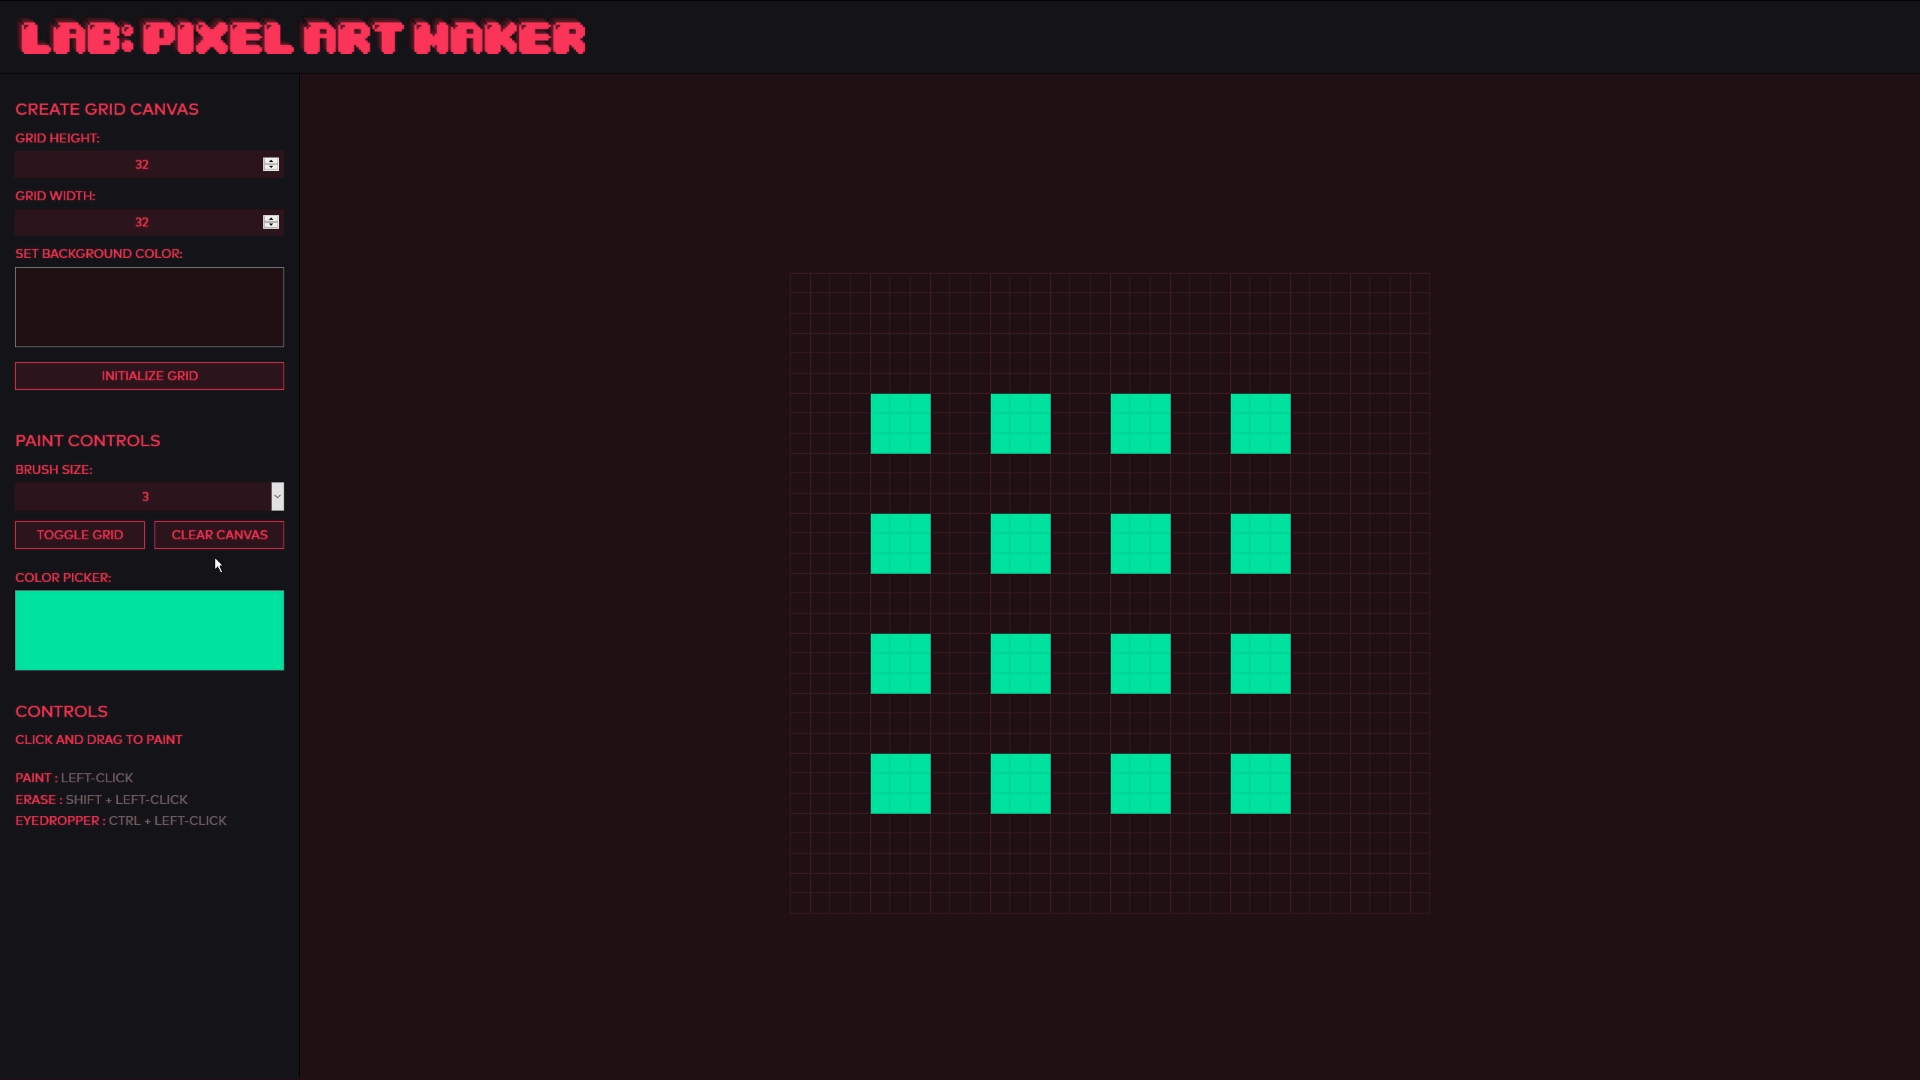 LAB: PIXEL ART MAKER
CREATE GRID CANVAS
GRID HEIGHT:
32
GRID WIDTH:
32
SET BACKGROUND COLOR:
INITIALIZE GRID
PAINT CONTROLS
BRUSH SIZE:
3
TOGGLE GRID CLEAR CANVAS
COLOR PICKER:
CONTROLS
CLICK AND DRAG TO PAINT
PAINT : LEFT-CLICK
ERASE : SHIFT + LEFT-CLICK
EYEDROPPER : CTRL + LEFT-CLICK